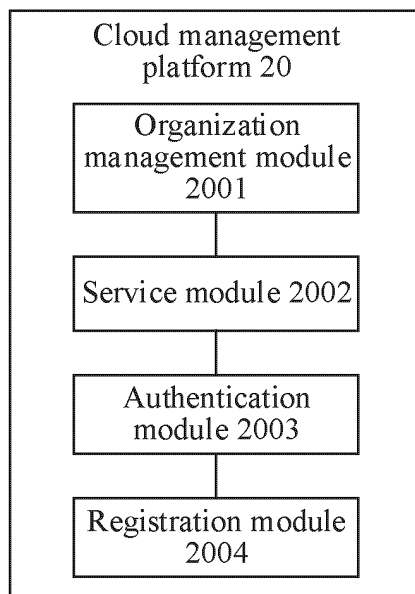 Cloud management
platform 20
Organization
management module
2001
Service module 2002
Authentication
module 2003
Registration module
2004